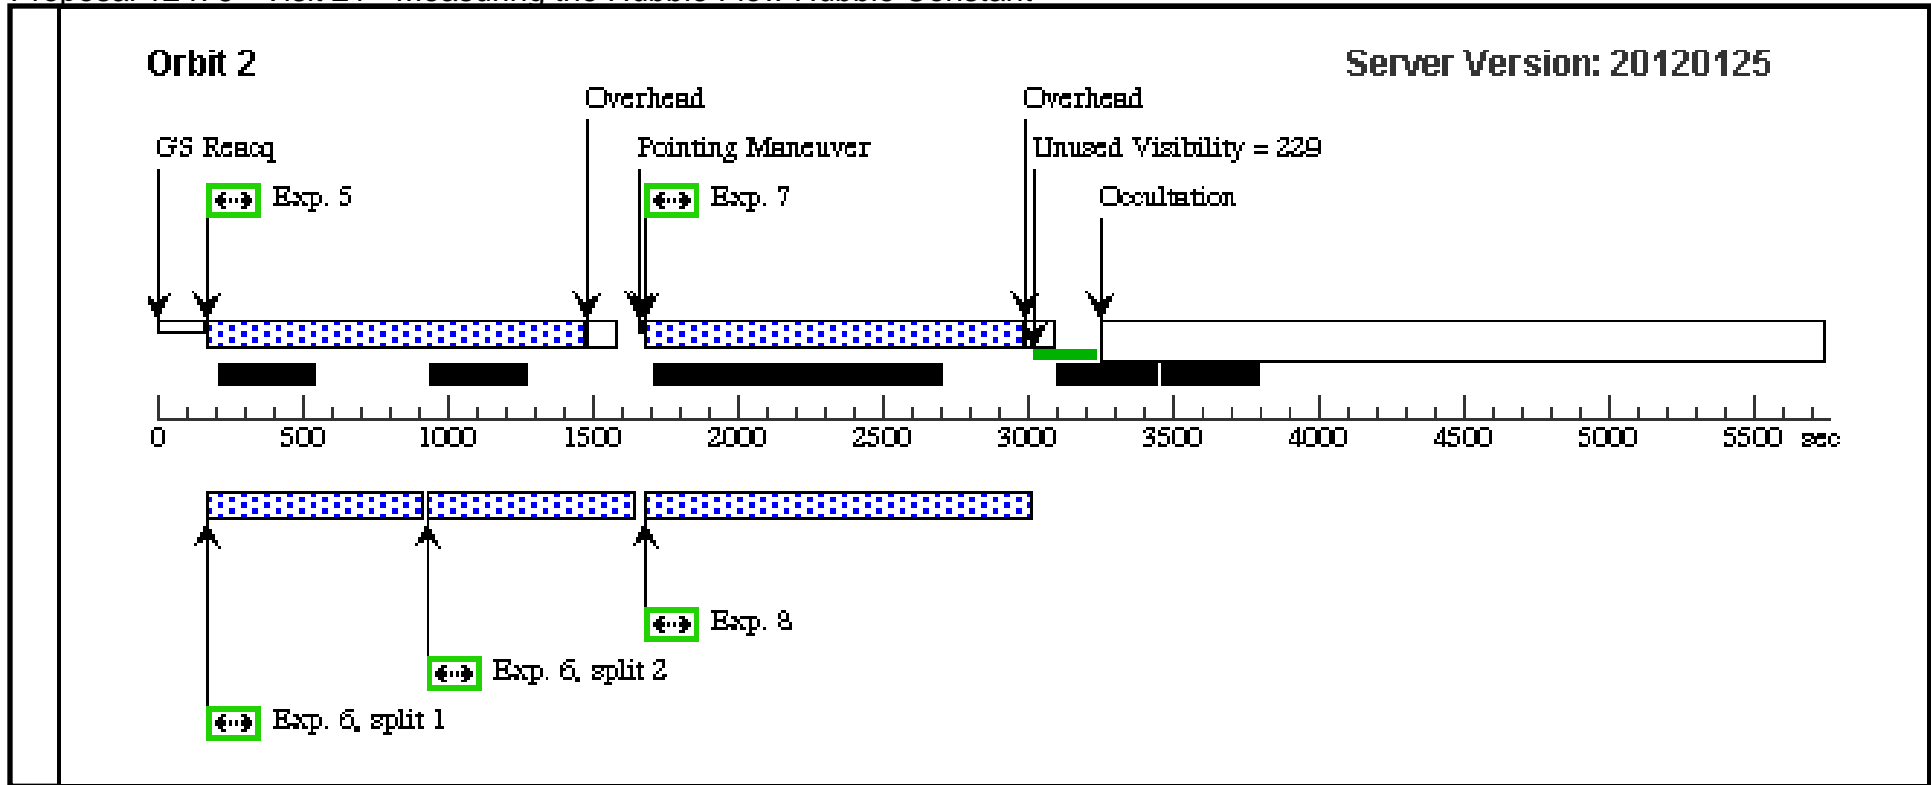 Orbit 2
Server Version: 20120125
Overhead
Overhead
GS Reacq
Pointing Maneuver
Unused Visibility = 229
Exp. 5
Exp. 7
Occultation
0 500 1000 1500 2000 2500 3000 3500 4000 4500 5000 5500 sec
Exp. 8
Exp. 6, split 2
Exp. 6, split 1